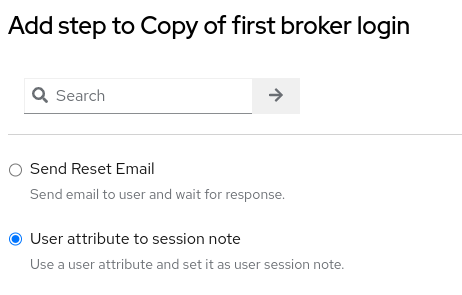 Add step to Copy of first broker login
Search
Send Reset Email
Send email to user and wait for response.
User attribute to session note
Use a user attribute and set it as user session note.